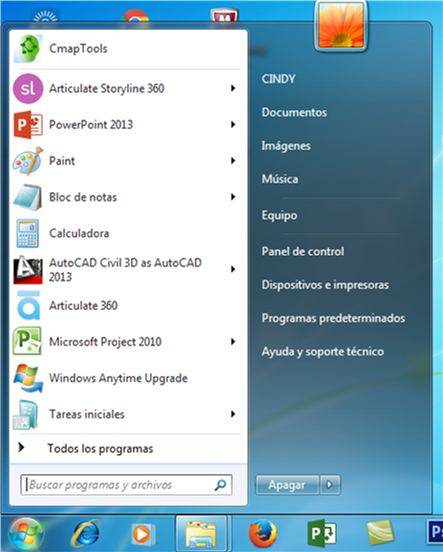 CmapTools
Articulate Storyline 360
PowerPoint 2013
Paint
Bloc de notas
Calculadora
AutoCAD Civil 3D as AutoCAD
2013
Articulate 360
Microsoft Project 2010
Windows Anytime Upgrade
Tareas iniciales
Todos los programas
Buscar programas y archivos
CINDY
Documentos
Imágenes
Música
Equipo
Panel de control
Dispositivos e impresoras
Programas predeterminados
Ayuda y soporte técnico
Apagar